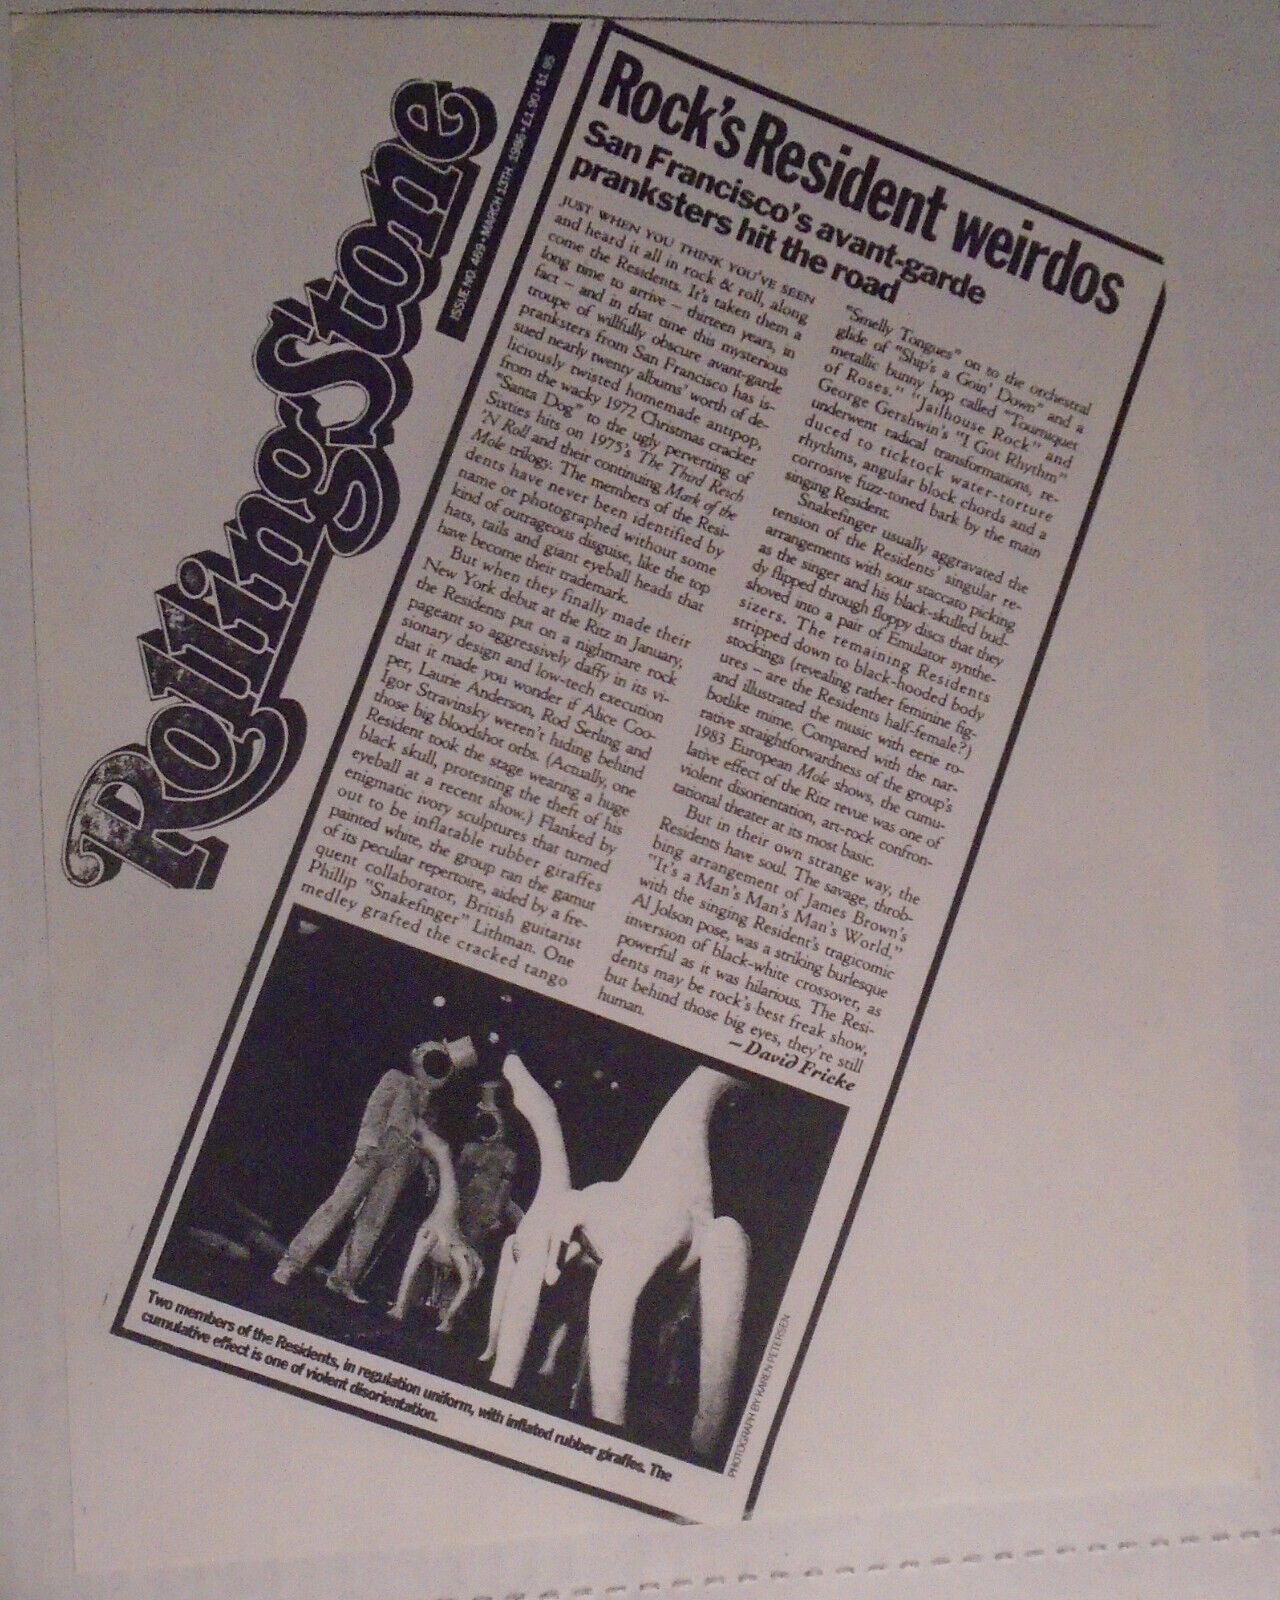 Rolling Stone
ISSUE NO. 469 • MARCH 13TH, 1986 • £1.90 • $1.95
Rock's Resident weirdos
San Francisco's avant-garde
pranksters hit the road
JUST WHEN YOU THINK YOU'VE SEEN
and heard it all in rock & roll, along
come the Residents. It's taken them a
long time to arrive – thirteen years, in
fact – and in that time this mysterious
troupe of willfully obscure avant-garde
pranksters from San Francisco has is-
sued nearly twenty albums' worth of de-
liciously twisted homemade antipop,
from the wacky 1972 Christmas cracker
"Santa Dog" to the ugly perverting of
Sixties hits on 1975's The Third Reich
'N Roll and their continuing Mark of the
Mole trilogy. The members of the Resi-
dents have never been identified by
name or photographed without some
kind of outrageous disguise, like the top
hats, tails and giant eyeball heads that
have become their trademark.
But when they finally made their
New York debut at the Ritz in January,
the Residents put on a nightmare rock
pageant so aggressively daffy in its vi-
sionary design and low-tech execution
that it made you wonder if Alice Coo-
per, Laurie Anderson, Rod Serling and
Igor Stravinsky weren't hiding behind
those big bloodshot orbs. (Actually, one
Resident took the stage wearing a huge
black skull, protesting the theft of his
eyeball at a recent show.) Flanked by
enigmatic ivory sculptures that turned
out to be inflatable rubber giraffes
painted white, the group ran the gamut
of its peculiar repertoire, aided by a fre-
quent collaborator, British guitarist
Phillip "Snakefinger" Lithman. One
medley grafted the cracked tango
"Smelly Tongues" on to the orchestral
glide of "Ship's a Goin' Down" and a
metallic bunny hop called "Tourniquet
of Roses." "Jailhouse Rock" and
George Gershwin's "I Got Rhythm"
underwent radical transformations, re-
duced to ticktock water-torture
rhythms, angular block chords and a
corrosive fuzz-toned bark by the main
singing Resident.
Snakefinger usually aggravated the
tension of the Residents' singular re-
arrangements with sour staccato picking
as the singer and his black-skulled bud-
dy flipped through floppy discs that they
shoved into a pair of Emulator synthe-
sizers. The remaining Residents
stripped down to black-hooded body
stockings (revealing rather feminine fig-
ures – are the Residents half-female?)
and illustrated the music with eerie ro-
botlike mime. Compared with the nar-
rative straightforwardness of the group's
1983 European Mole shows, the cumu-
lative effect of the Ritz revue was one of
violent disorientation, art-rock confron-
tational theater at its most basic.
But in their own strange way, the
Residents have soul. The savage, throb-
bing arrangement of James Brown's
"It's a Man's Man's Man's World,"
with the singing Resident's tragicomic
Al Jolson pose, was a striking burlesque
inversion of black-white crossover, as
powerful as it was hilarious. The Resi-
dents may be rock's best freak show,
but behind those big eyes, they're still
human.
– David Fricke
PHOTOGRAPH BY KAREN PETERSEN
Two members of the Residents, in regulation uniform, with inflated rubber giraffes. The
cumulative effect is one of violent disorientation.